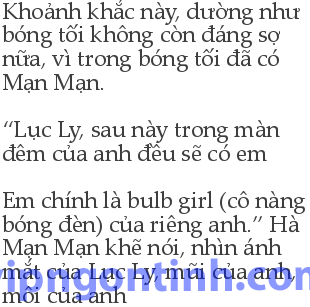 Khoảnh khắc này, dường như
bóng tối không còn đáng sợ
nữa, vì trong bóng tối đã có
Mạn Mạn.
“Lục Ly, sau này trong màn
đêm của anh đều sẽ có em
Em chính là bulb girl (cô nàng
bóng đèn) của riêng anh.” Hà
Mạn Mạn khẽ nói, nhìn ánh
mắt của Lục Ly, mũi của anh,
môi của anh
ipngontinh.com